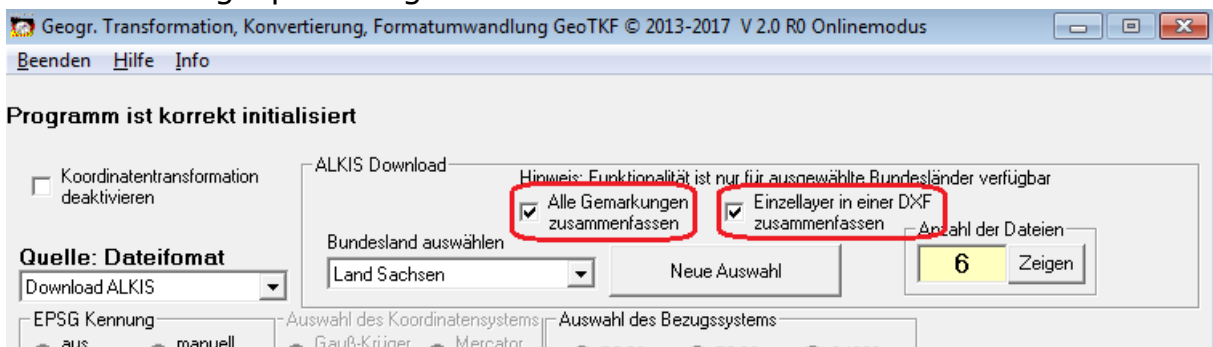 Geogr. Transformation, Konvertierung, Formatumwandlung GeoTKF © 2013-2017 V 2.0 R0 Onlinemodus
Beenden Hilfe Info
Programm ist korrekt initialisiert
Koordinatentransformation
deaktivieren
ALKIS Download
Hinweis: Funktionalität ist nur für ausgewählte Bundesländer verfügbar
Alle Gemarkungen
zusammenfassen
Einzellayer in einer DXF
zusammenfassen
Bundesland auswählen
Land Sachsen
Neue Auswahl
Anzahl der Dateien
6 Zeigen
Quelle: Dateifomat
Download ALKIS
EPSG Kennung
aus manuell
Auswahl des Koordinatensystems
Gauß-Krüger Mercator
Auswahl des Bezugssystems